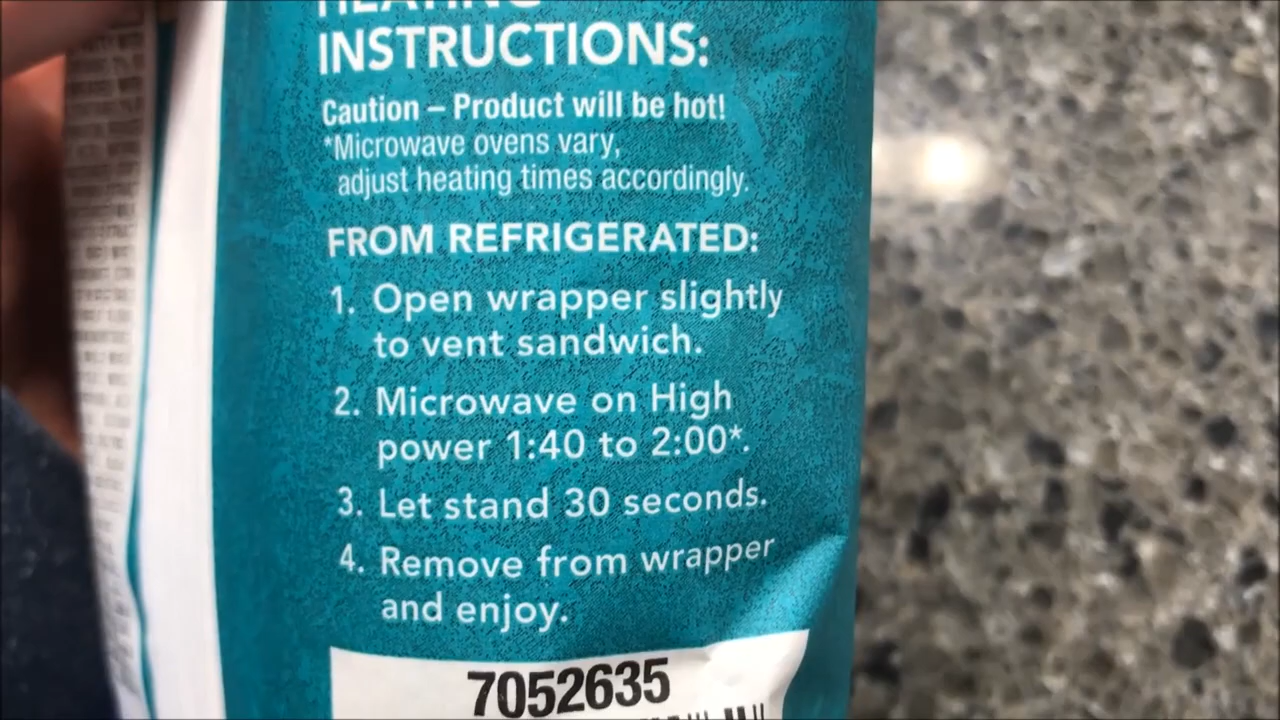 HEATING
INSTRUCTIONS:
Caution – Product will be hot!
*Microwave ovens vary,
adjust heating times accordingly.
FROM REFRIGERATED:
1. Open wrapper slightly
to vent sandwich.
2. Microwave on High
power 1:40 to 2:00*.
3. Let stand 30 seconds.
4. Remove from wrapper
and enjoy.
7052635